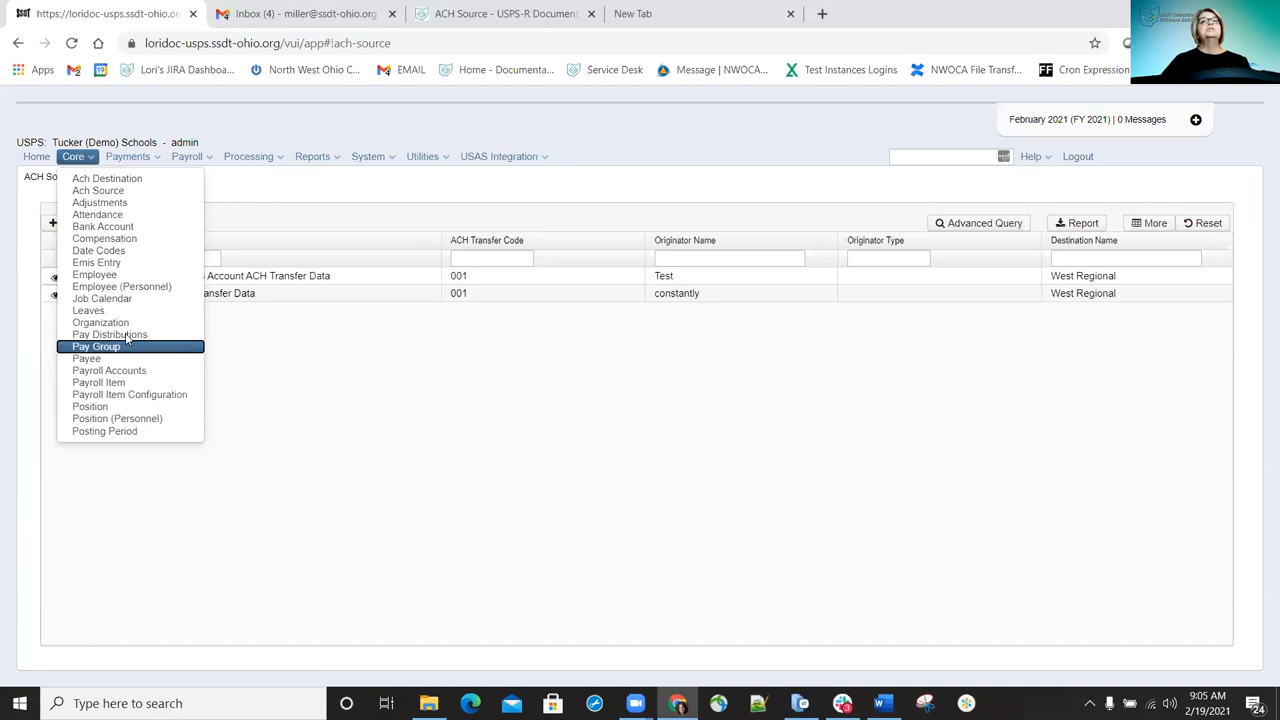 https://loridoc-usps.ssdt-ohio.on
Inbox (4) - miller@ssdt-ohio.org
ACH Source - USPS-R Document
New Tab
loridoc-usps.ssdt-ohio.org/vui/app#!ach-source
Apps
Lori's JIRA Dashboa...
North West Ohio C...
EMAIL
Home - Documenta...
Service Desk
Message | NWOCA...
Test Instances Logins
NWOCA File Transf...
Cron Expression
February 2021 (FY 2021) | 0 Messages
USPS: Tucker (Demo) Schools - admin
Home Core Payments Payroll Processing Reports System Utilities USAS Integration Help Logout
ACH So
Ach Destination
Ach Source
Adjustments
Attendance
Bank Account
Compensation
Date Codes
Emis Entry
Employee
Employee (Personnel)
Job Calendar
Leaves
Organization
Pay Distributions
Pay Group
Payee
Payroll Accounts
Payroll Item
Payroll Item Configuration
Position
Position (Personnel)
Posting Period
Advanced Query Report More Reset
ACH Transfer Code Originator Name Originator Type Destination Name
s Account ACH Transfer Data 001 Test West Regional
ansfer Data 001 constantly West Regional
Type here to search
9:05 AM
2/19/2021
24